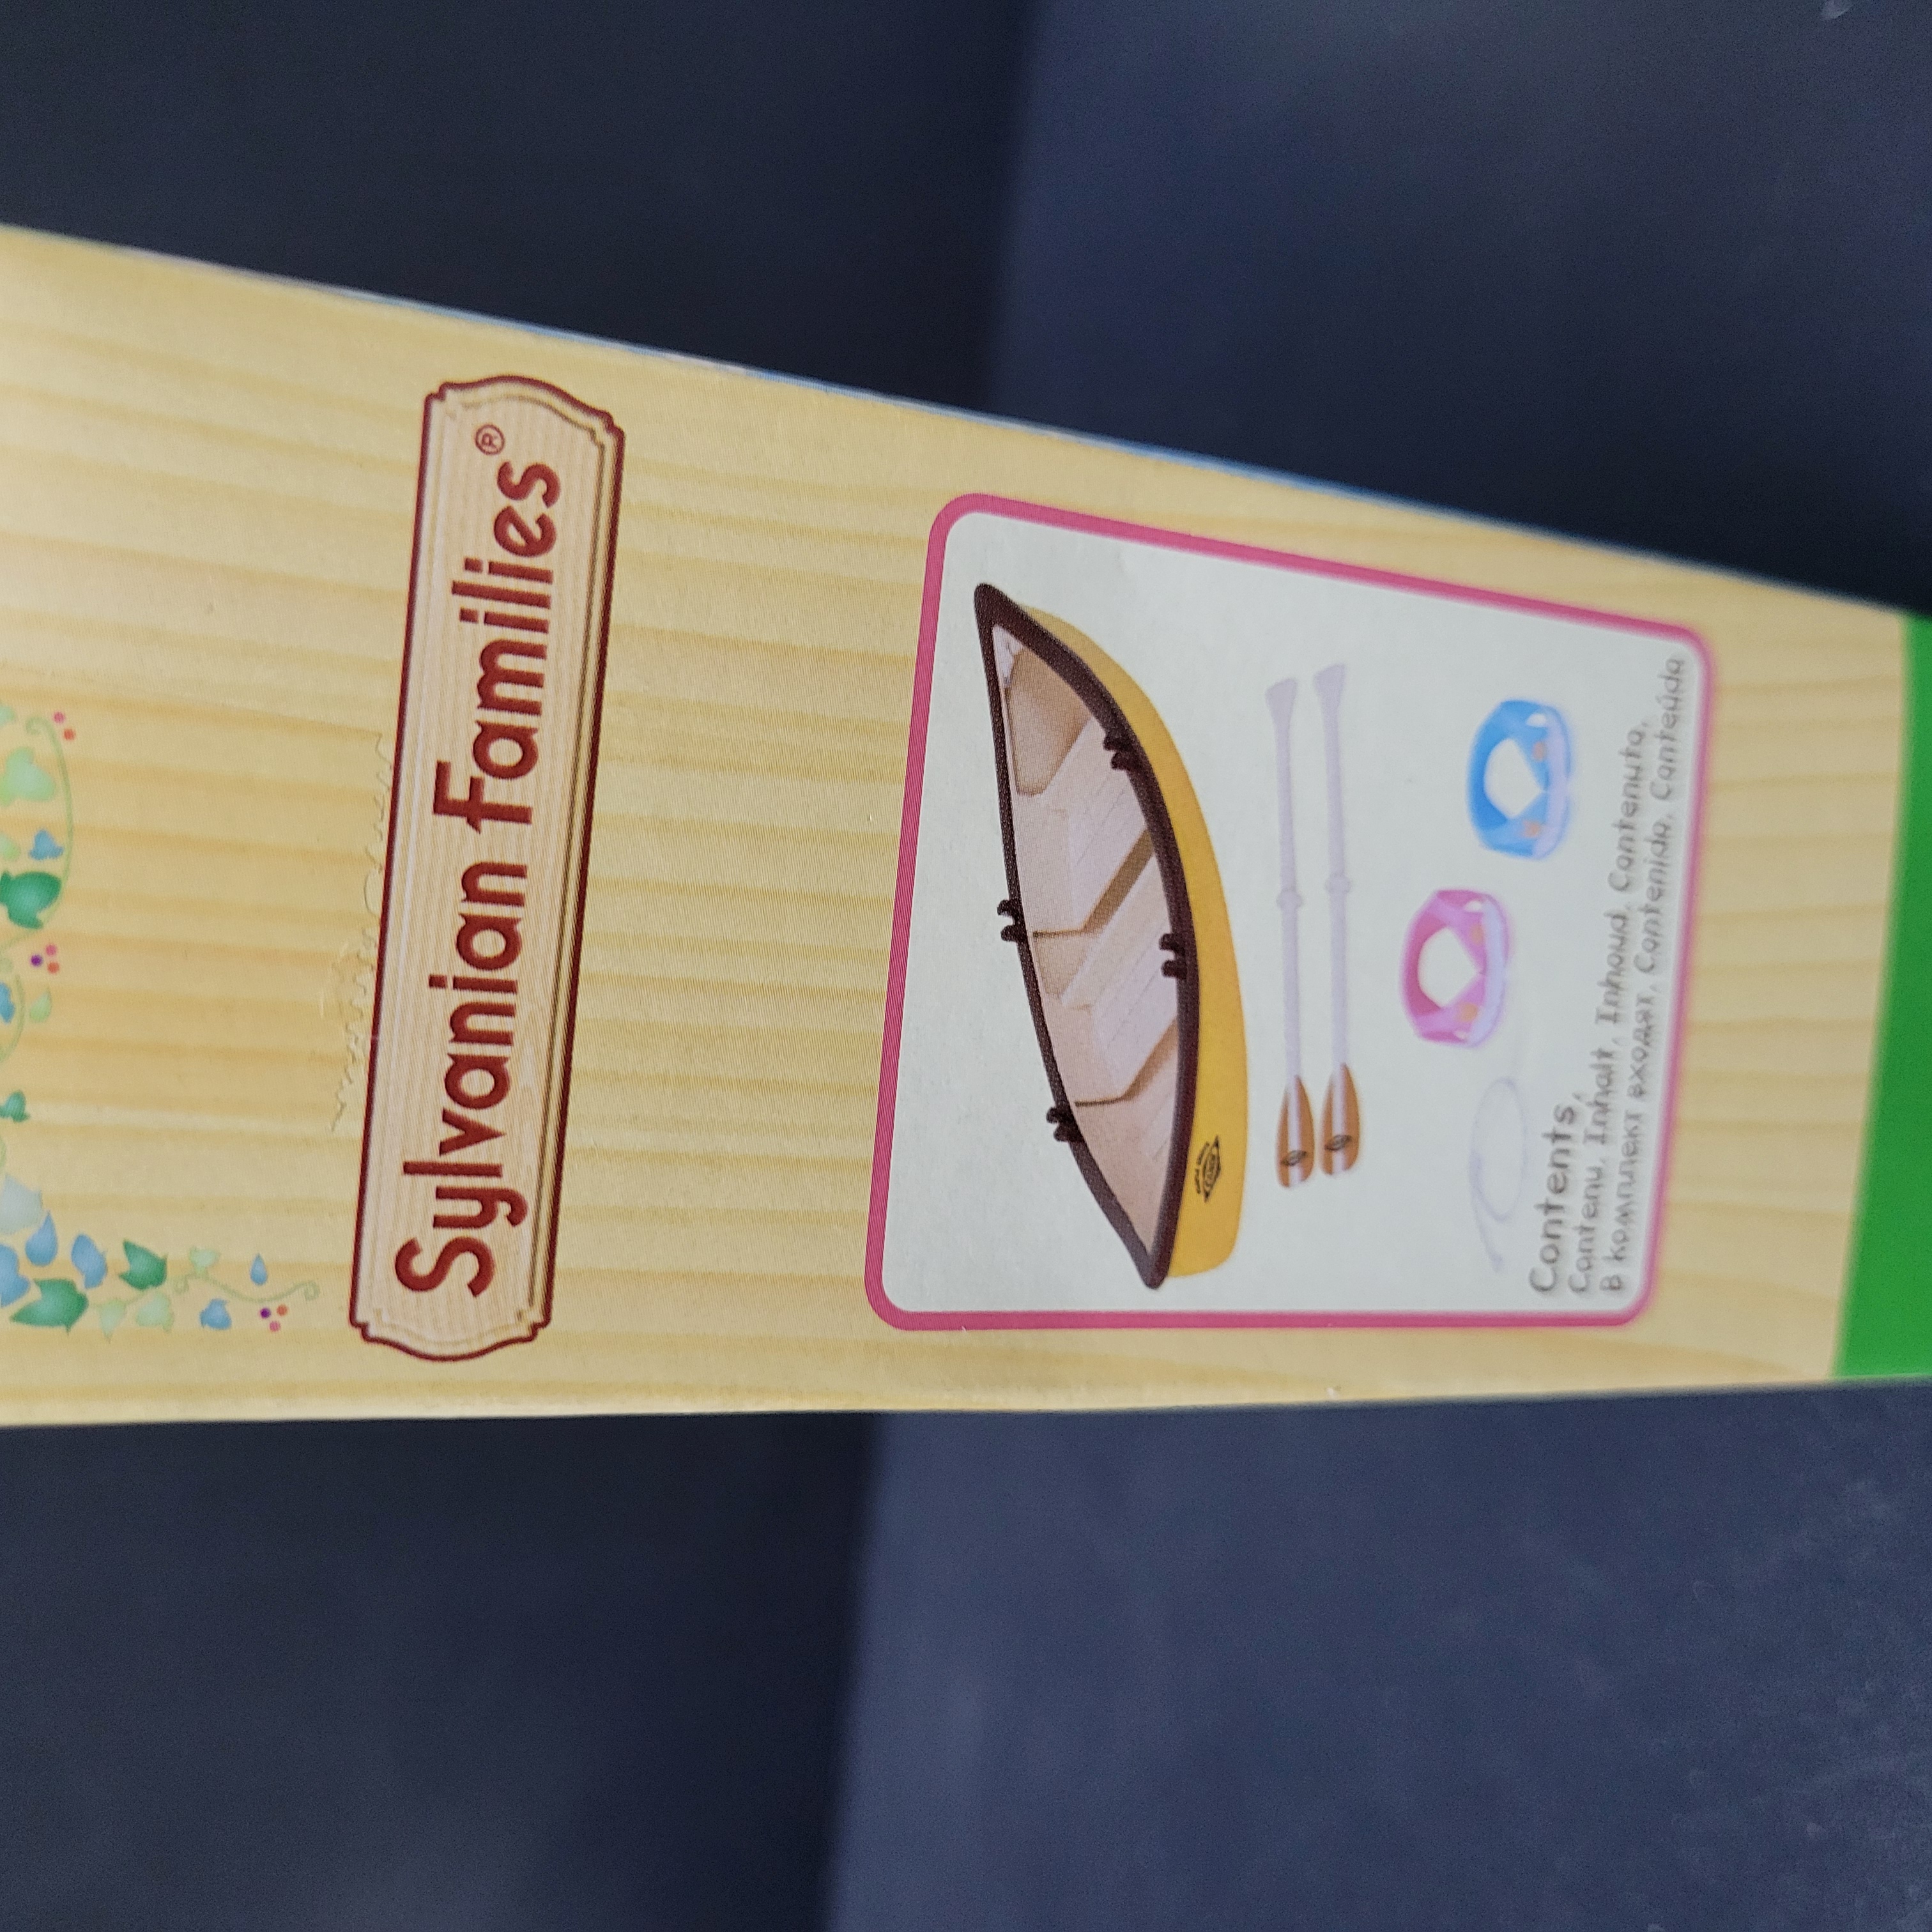 Sylvanian Families®
Contents,
Contenu, Inhalt, Inhoud, Contenuto,
В комплект входят, Contenido, Conteúdo